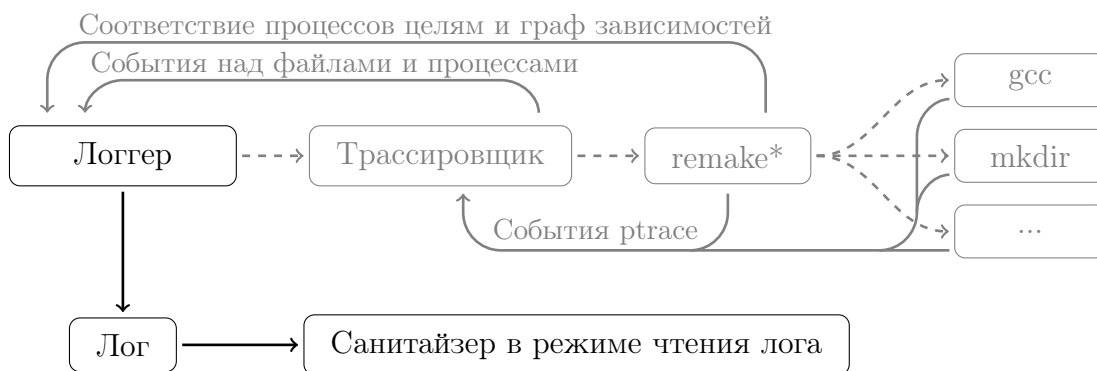 Соответствие процессов целям и граф зависимостей
События над файлами и процессами
gcc
Логгер
Трассировщик
remake*
mkdir
События ptrace
...
Лог
Санитайзер в режиме чтения лога